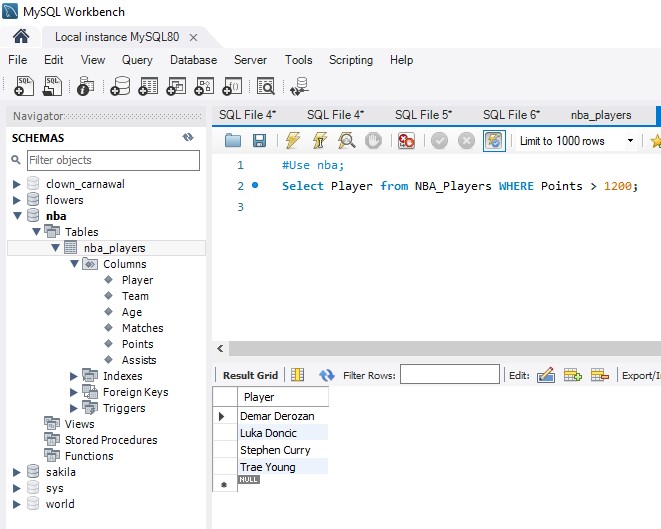 MySQL Workbench
Local instance MySQL80
File Edit View Query Database Server Tools Scripting Help
Navigator
SCHEMAS
Filter objects
clown_carnawal
flowers
nba
Tables
nba_players
Columns
Player
Team
Age
Matches
Points
Assists
Indexes
Foreign Keys
Triggers
Views
Stored Procedures
Functions
sakila
sys
world
SQL File 4* SQL File 4* SQL File 5* SQL File 6* nba_players
Limit to 1000 rows
1 #Use nba;
2 Select Player from NBA_Players WHERE Points > 1200;
3
Result Grid Filter Rows: Edit: Export/I
Player
Demar Derozan
Luka Doncic
Stephen Curry
Trae Young
NULL